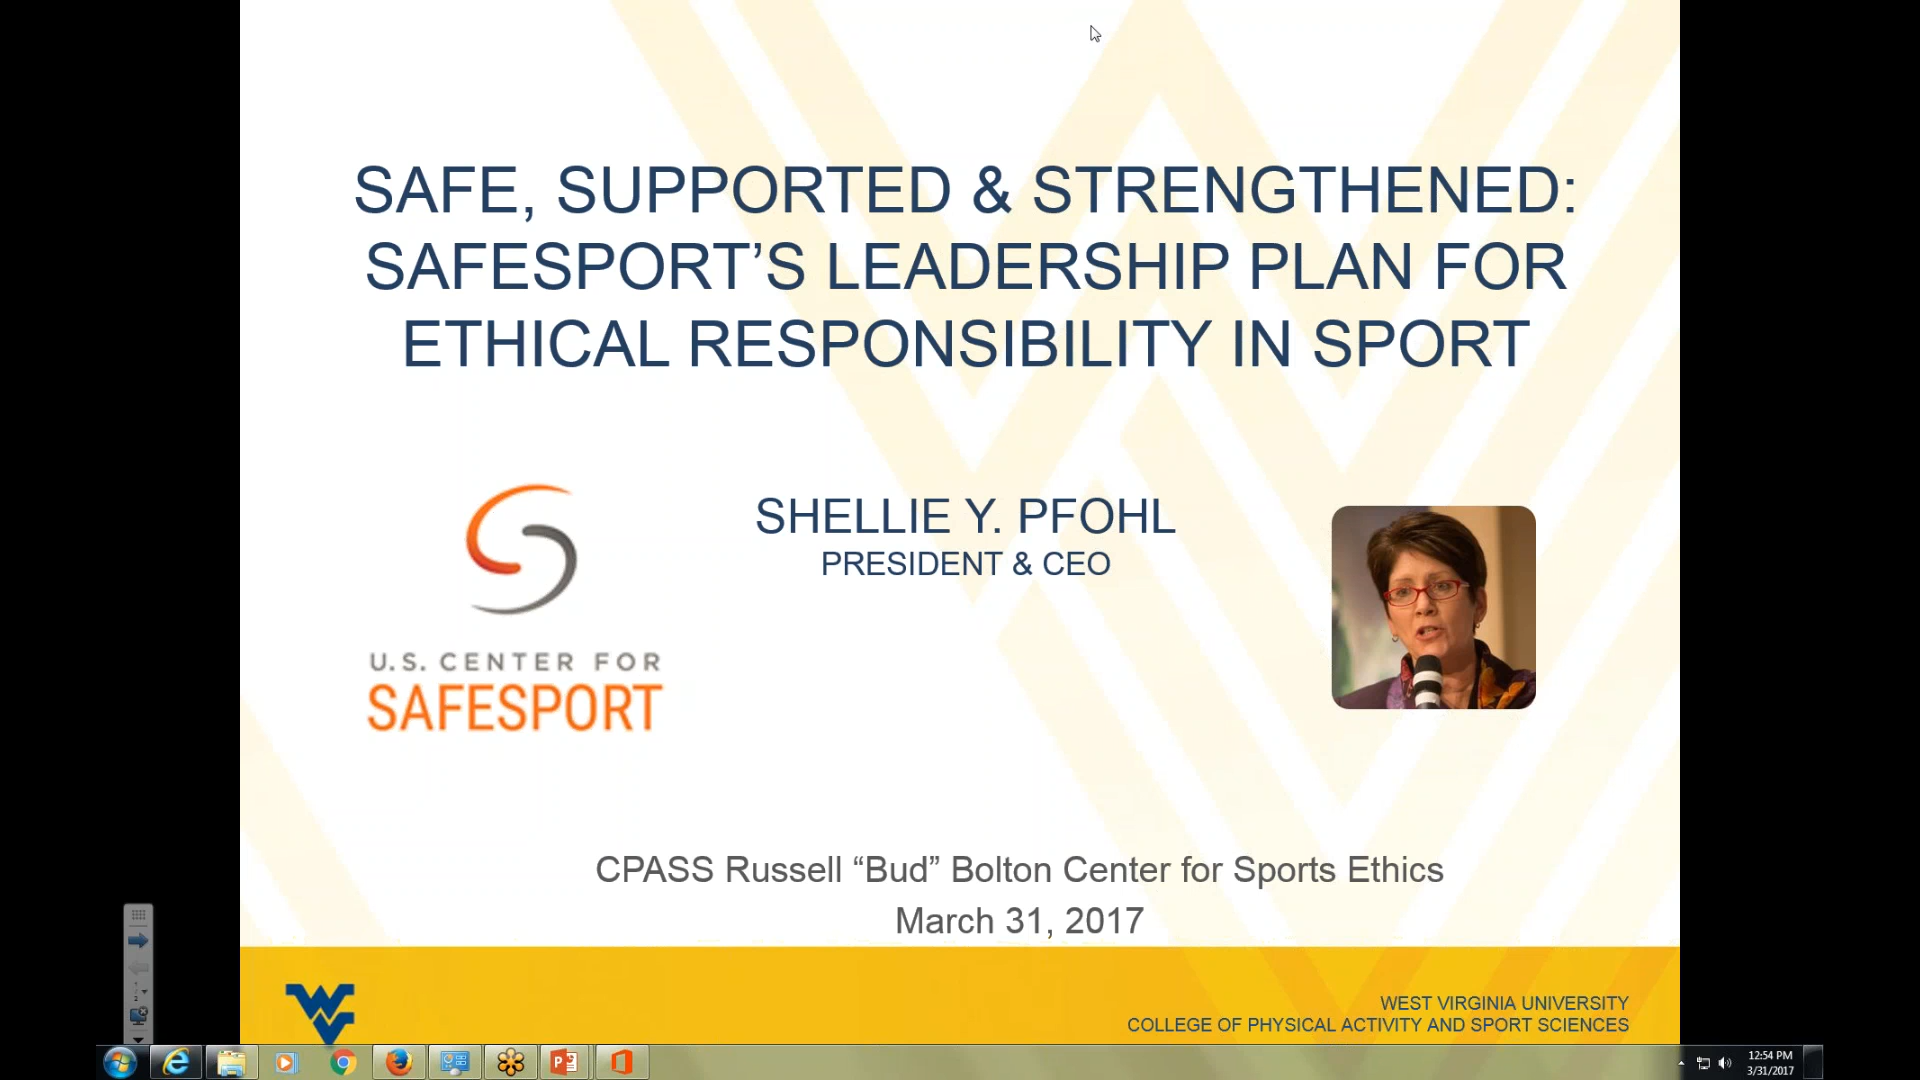 SAFE, SUPPORTED & STRENGTHENED:
SAFESPORT’S LEADERSHIP PLAN FOR
ETHICAL RESPONSIBILITY IN SPORT
SHELLIE Y. PFOHL
PRESIDENT & CEO
U.S. CENTER FOR
SAFESPORT
CPASS Russell “Bud” Bolton Center for Sports Ethics
March 31, 2017
WEST VIRGINIA UNIVERSITY
COLLEGE OF PHYSICAL ACTIVITY AND SPORT SCIENCES
12:54 PM
3/31/2017